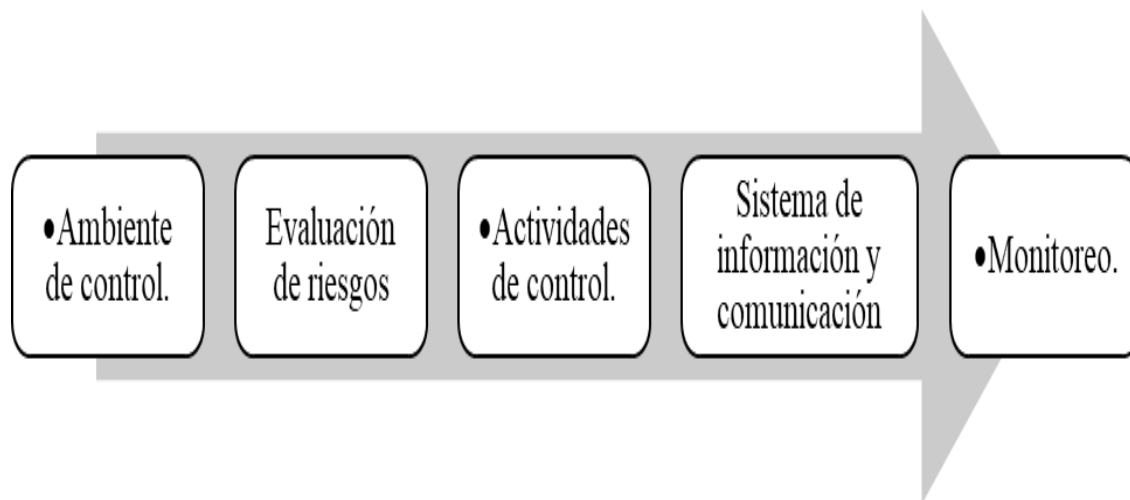 •Ambiente
de control.
Evaluación
de riesgos
•Actividades
de control.
Sistema de
información y
comunicación
•Monitoreo.